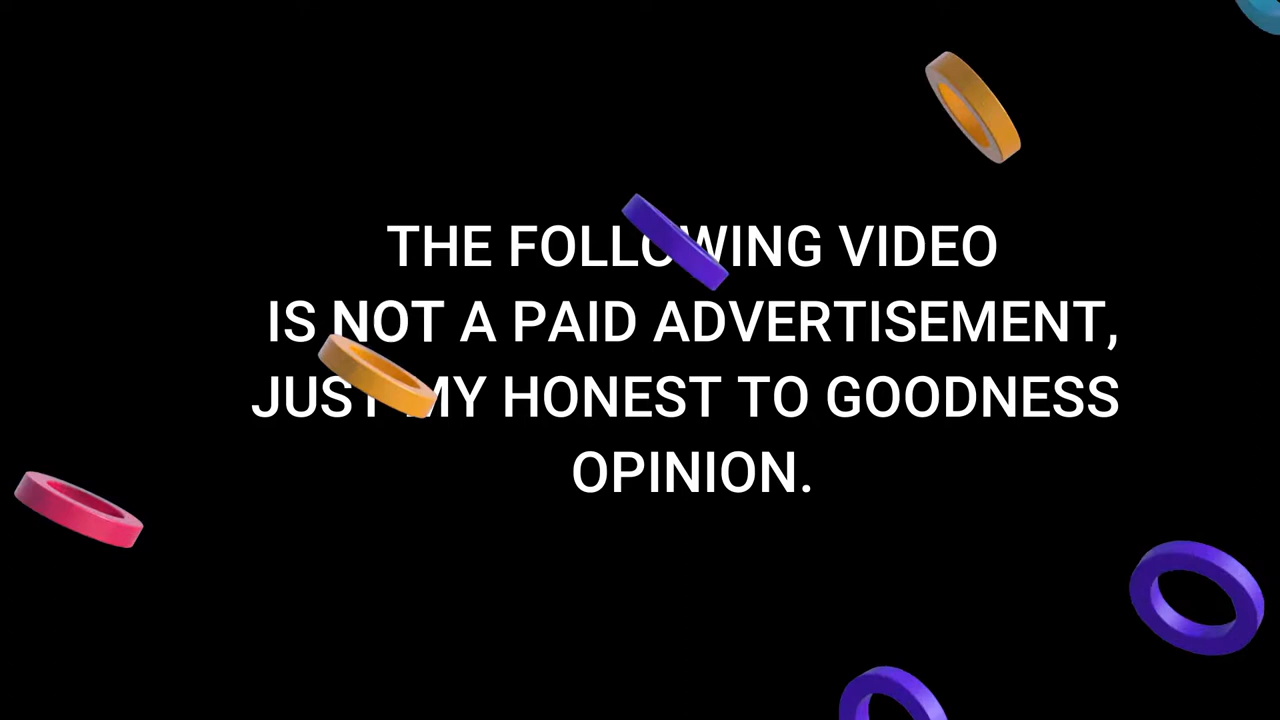 THE FOLLOWING VIDEO
IS NOT A PAID ADVERTISEMENT,
JUST MY HONEST TO GOODNESS
OPINION.